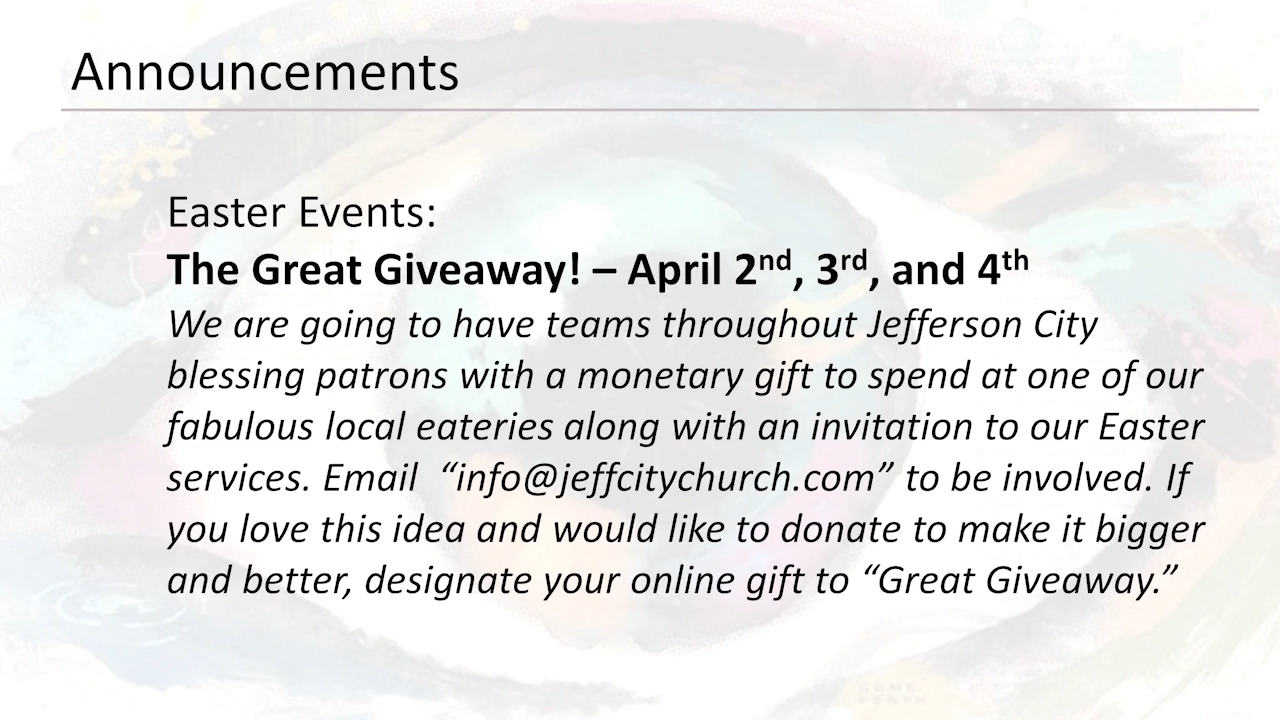 Announcements
Easter Events:
The Great Giveaway! – April 2nd, 3rd, and 4th
We are going to have teams throughout Jefferson City
blessing patrons with a monetary gift to spend at one of our
fabulous local eateries along with an invitation to our Easter
services. Email  “info@jeffcitychurch.com” to be involved. If
you love this idea and would like to donate to make it bigger
and better, designate your online gift to “Great Giveaway.”